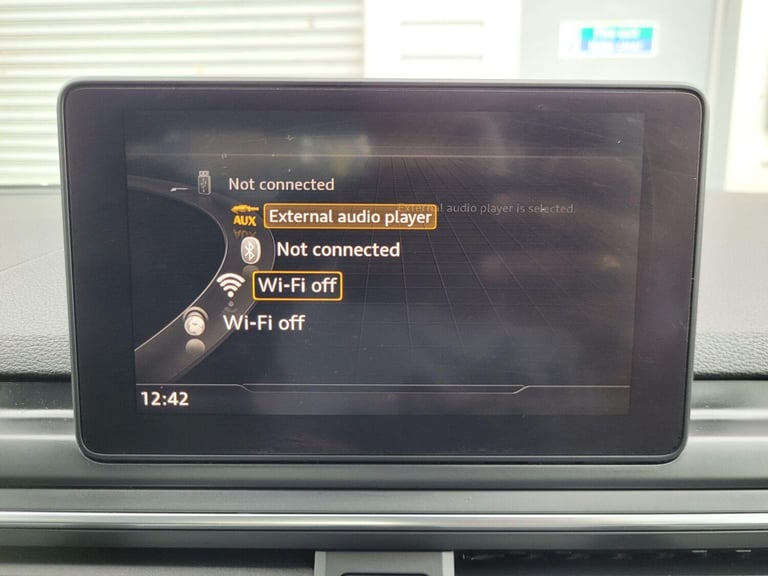 Not connected
External audio player is selected.
AUX External audio player
Not connected
Wi-Fi off
Wi-Fi off
12:42